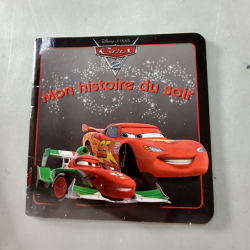 Disney · PIXAR
Cars
2
Mon histoire du soir